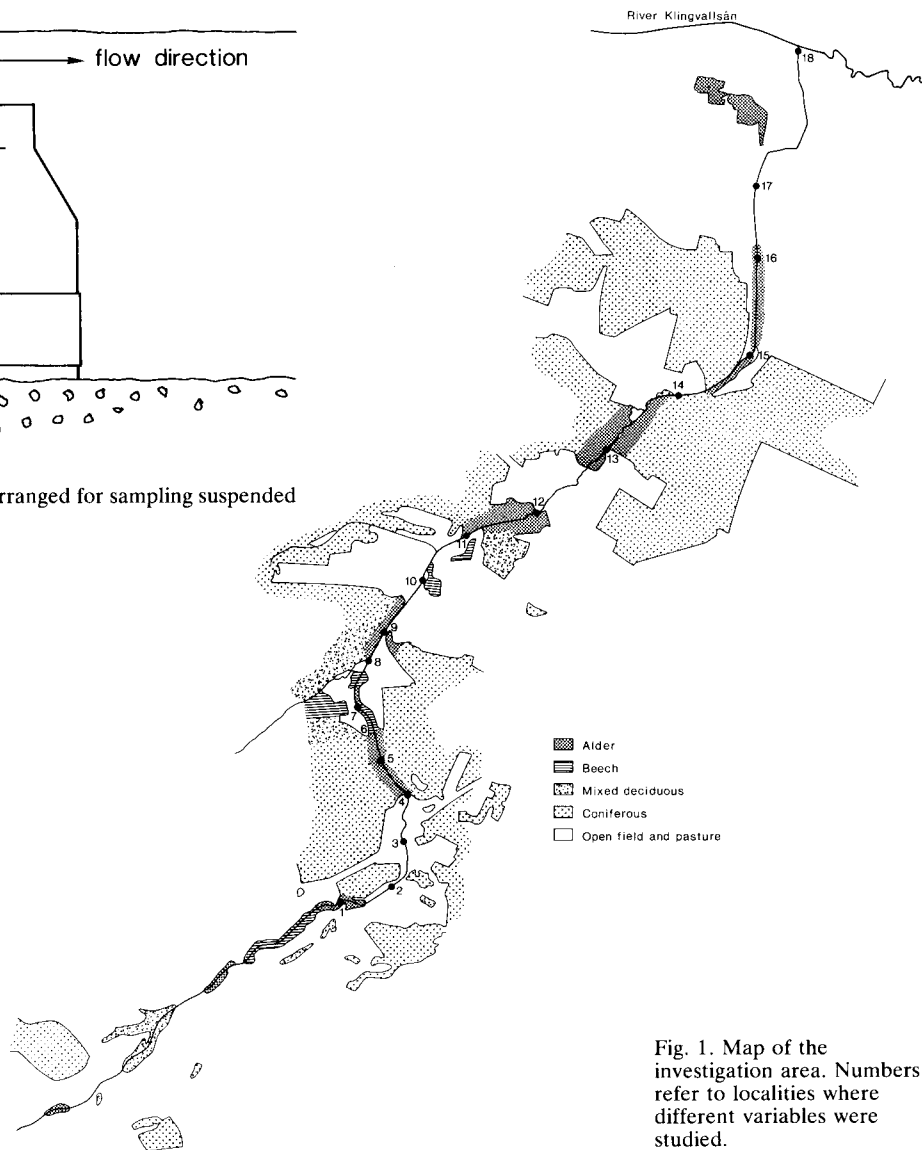 flow direction
rranged for sampling suspended
River Klingvallsån
18
17
16
15
14
13
12
11
10
9
8
7
6
5
4
3
2
1
Alder
Beech
Mixed deciduous
Coniferous
Open field and pasture
Fig. 1. Map of the
investigation area. Numbers
refer to localities where
different variables were
studied.